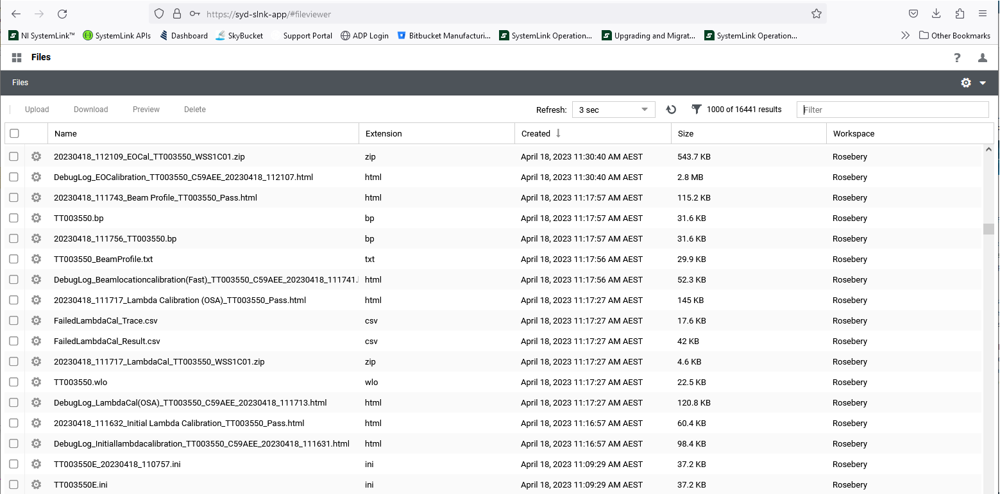 https://syd-slnk-app/#fileviewer
NI SystemLink™ SystemLink APIs Dashboard SkyBucket Support Portal ADP Login Bitbucket Manufacturi... SystemLink Operation... Upgrading and Migrat... SystemLink Operation... Other Bookmarks
Files
Files
Upload Download Preview Delete Refresh: 3 sec 1000 of 16441 results Filter
Name Extension Created Size Workspace
20230418_112109_EOCal_TT003550_WSS1C01.zip zip April 18, 2023 11:30:40 AM AEST 543.7 KB Rosebery
DebugLog_EOCalibration_TT003550_C59AEE_20230418_112107.html html April 18, 2023 11:30:40 AM AEST 2.8 MB Rosebery
20230418_111743_Beam Profile_TT003550_Pass.html html April 18, 2023 11:17:57 AM AEST 115.2 KB Rosebery
TT003550.bp bp April 18, 2023 11:17:57 AM AEST 31.6 KB Rosebery
20230418_111756_TT003550.bp bp April 18, 2023 11:17:57 AM AEST 31.6 KB Rosebery
TT003550_BeamProfile.txt txt April 18, 2023 11:17:56 AM AEST 29.9 KB Rosebery
DebugLog_Beamlocationcalibration(Fast)_TT003550_C59AEE_20230418_111741. html April 18, 2023 11:17:56 AM AEST 52.3 KB Rosebery
20230418_111717_Lambda Calibration (OSA)_TT003550_Pass.html html April 18, 2023 11:17:27 AM AEST 145 KB Rosebery
FailedLambdaCal_Trace.csv csv April 18, 2023 11:17:27 AM AEST 17.6 KB Rosebery
FailedLambdaCal_Result.csv csv April 18, 2023 11:17:27 AM AEST 42 KB Rosebery
20230418_111717_LambdaCal_TT003550_WSS1C01.zip zip April 18, 2023 11:17:27 AM AEST 4.6 KB Rosebery
TT003550.wlo wlo April 18, 2023 11:17:27 AM AEST 22.5 KB Rosebery
DebugLog_LambdaCal(OSA)_TT003550_C59AEE_20230418_111713.html html April 18, 2023 11:17:27 AM AEST 120.8 KB Rosebery
20230418_111632_Initial Lambda Calibration_TT003550_Pass.html html April 18, 2023 11:16:57 AM AEST 60.4 KB Rosebery
DebugLog_Initiallambdacalibration_TT003550_C59AEE_20230418_111631.html html April 18, 2023 11:16:57 AM AEST 98.4 KB Rosebery
TT003550E_20230418_110757.ini ini April 18, 2023 11:09:29 AM AEST 37.2 KB Rosebery
TT003550E.ini ini April 18, 2023 11:09:29 AM AEST 37.2 KB Rosebery